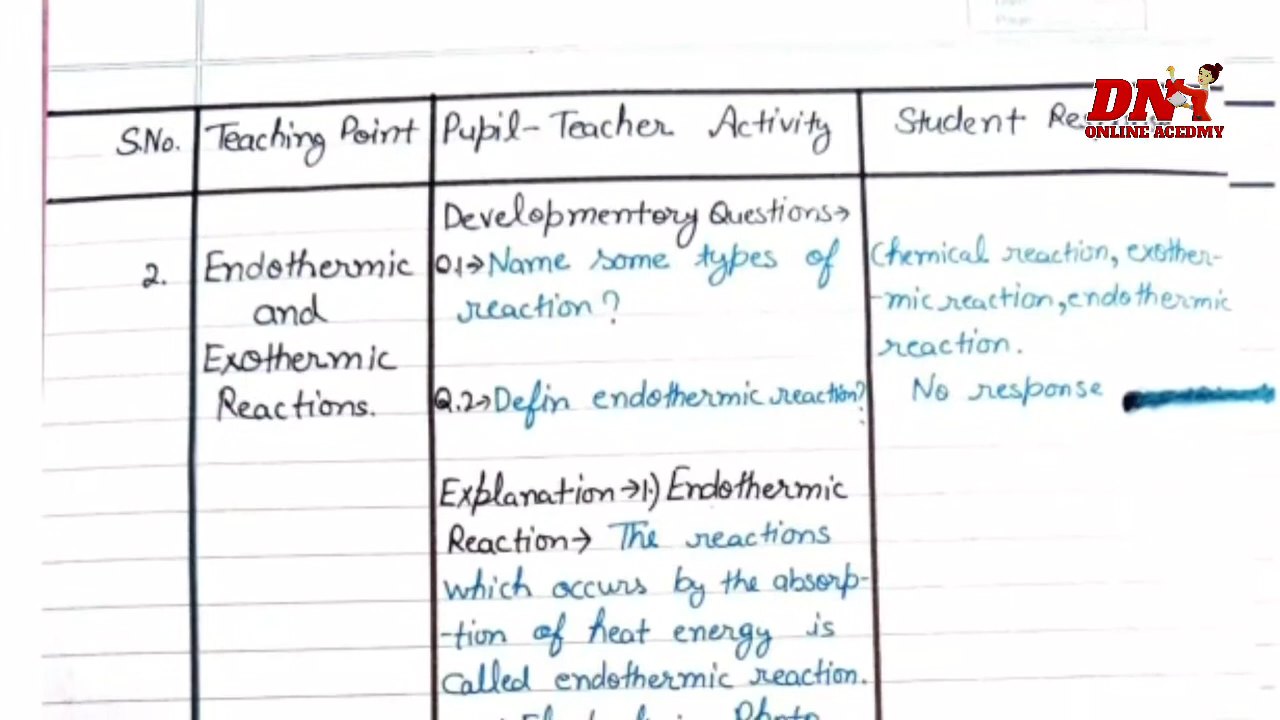 DN
ONLINE ACEDMY
S.No. Teaching Point Pupil-Teacher Activity Student
Developmentory Questions→
2. Endothermic
and
Exothermic
Reactions.
Q.1→Name some types of
reaction?
Chemical reaction, exother-
-mic reaction, endothermic
reaction.
Q.2→Defin endothermic reaction?
No response
Explanation→1.) Endothermic
Reaction→ The reactions
which occurs by the absorp-
-tion of heat energy is
called endothermic reaction.